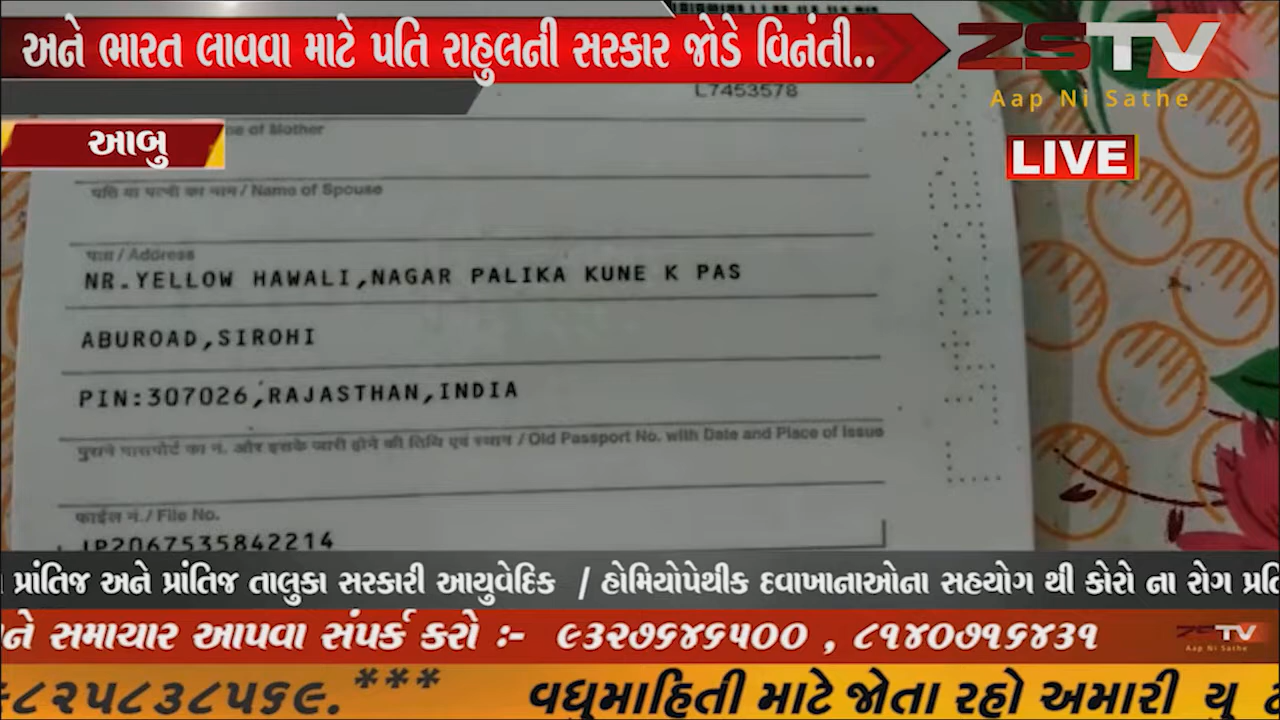 અને ભારત લાવવા માટે પતિ રાહુલની સરકાર જોડે વિનંતી..
ZSTV
Aap Ni Sathe
L7453578
આબુ
LIVE
me of Mother
पति या पत्नी का नाम / Name of Spouse
पता / Address
NR.YELLOW HAWALI,NAGAR PALIKA KUNE K PAS
ABUROAD,SIROHI
PIN:307026,RAJASTHAN,INDIA
पुराने पासपोर्ट का नं. और इसके जारी होने की तिथि एवं स्थान / Old Passport No. with Date and Place of Issue
फाईल नं./ File No.
JP2067535842214
પ્રાંતિજ અને પ્રાંતિજ તાલુકા સરકારી આયુવેદિક / હોમિયોપેથીક દવાખાનાઓના સહયોગ થી કોરો ના રોગ પ્રતિ
ને સમાચાર આપવા સંપર્ક કરો :- ૯૩૨૭૬૪૬૫૦૦ , ૮૧૪૦૭૧૬૪૩૧
ZSTV
Aap Ni Sathe
૮૨૫૮૩૮૫૬૯. *** વધુમાહિતી માટે જોતા રહો અમારી યુ